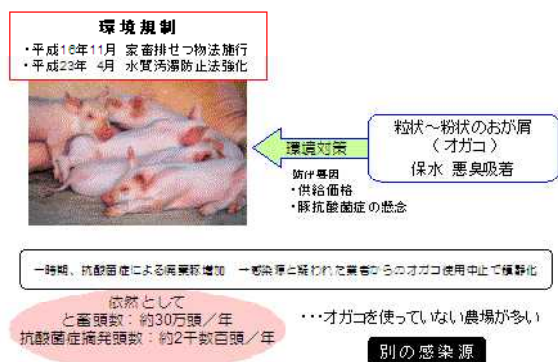 環境規制
・平成16年11月 家畜排せつ物法施行
・平成23年 4月 水質汚濁防止法強化
環境対策
粒状～粉状のおが屑
（オガコ）
保水 悪臭吸着
・供給価格
・豚抗酸菌症の懸念
一時期、抗酸菌症による廃棄豚増加 →感染源と疑われた業者からのオガコ使用中止で鎮静化
依然として
と畜頭数：約30万頭／年
抗酸菌症摘発頭数：約2千数百頭／年
・・・オガコを使っていない農場が多い
別の感染源